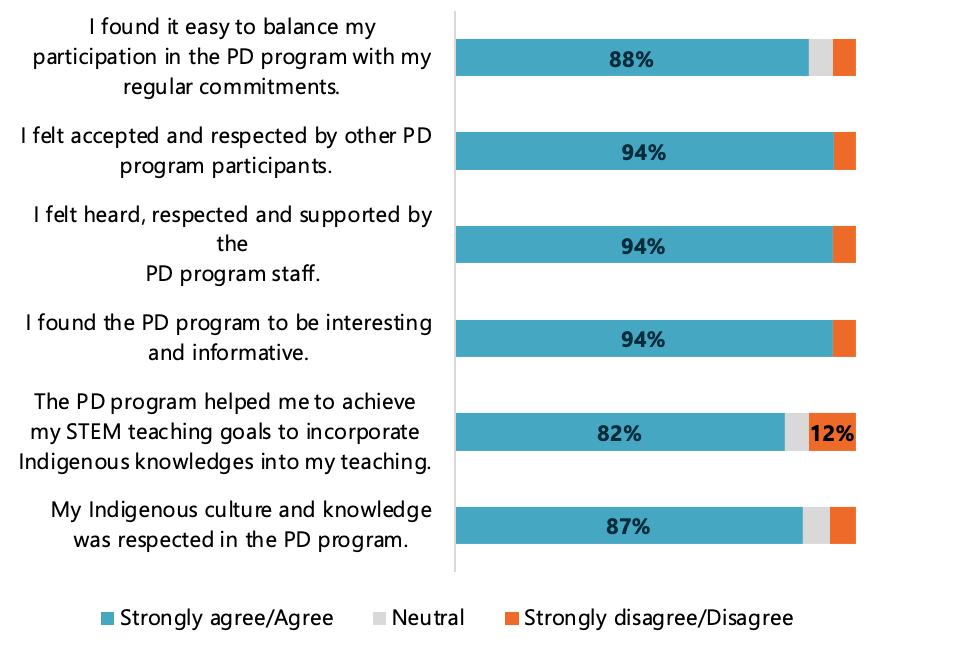 I found it easy to balance my
participation in the PD program with my
regular commitments.
88%
I felt accepted and respected by other PD
program participants.
94%
I felt heard, respected and supported by
the
PD program staff.
94%
I found the PD program to be interesting
and informative.
94%
The PD program helped me to achieve
my STEM teaching goals to incorporate
Indigenous knowledges into my teaching.
82%
12%
My Indigenous culture and knowledge
was respected in the PD program.
87%
Strongly agree/Agree
Neutral
Strongly disagree/Disagree